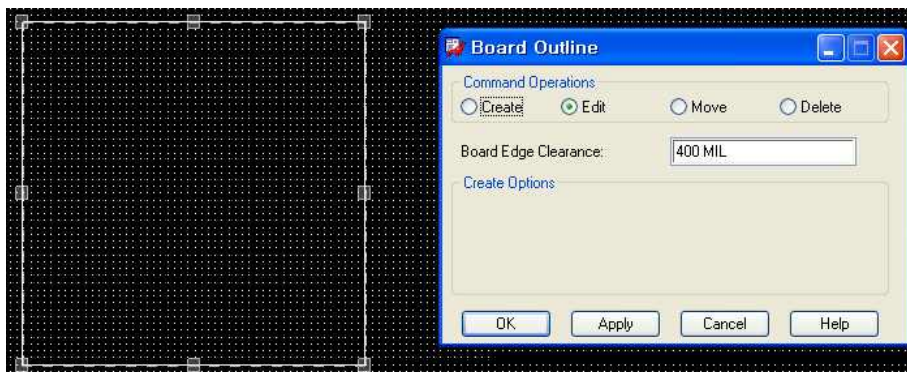 Board Outline
Command Operations
Create Edit Move Delete
Board Edge Clearance: 400 MIL
Create Options
OK Apply Cancel Help